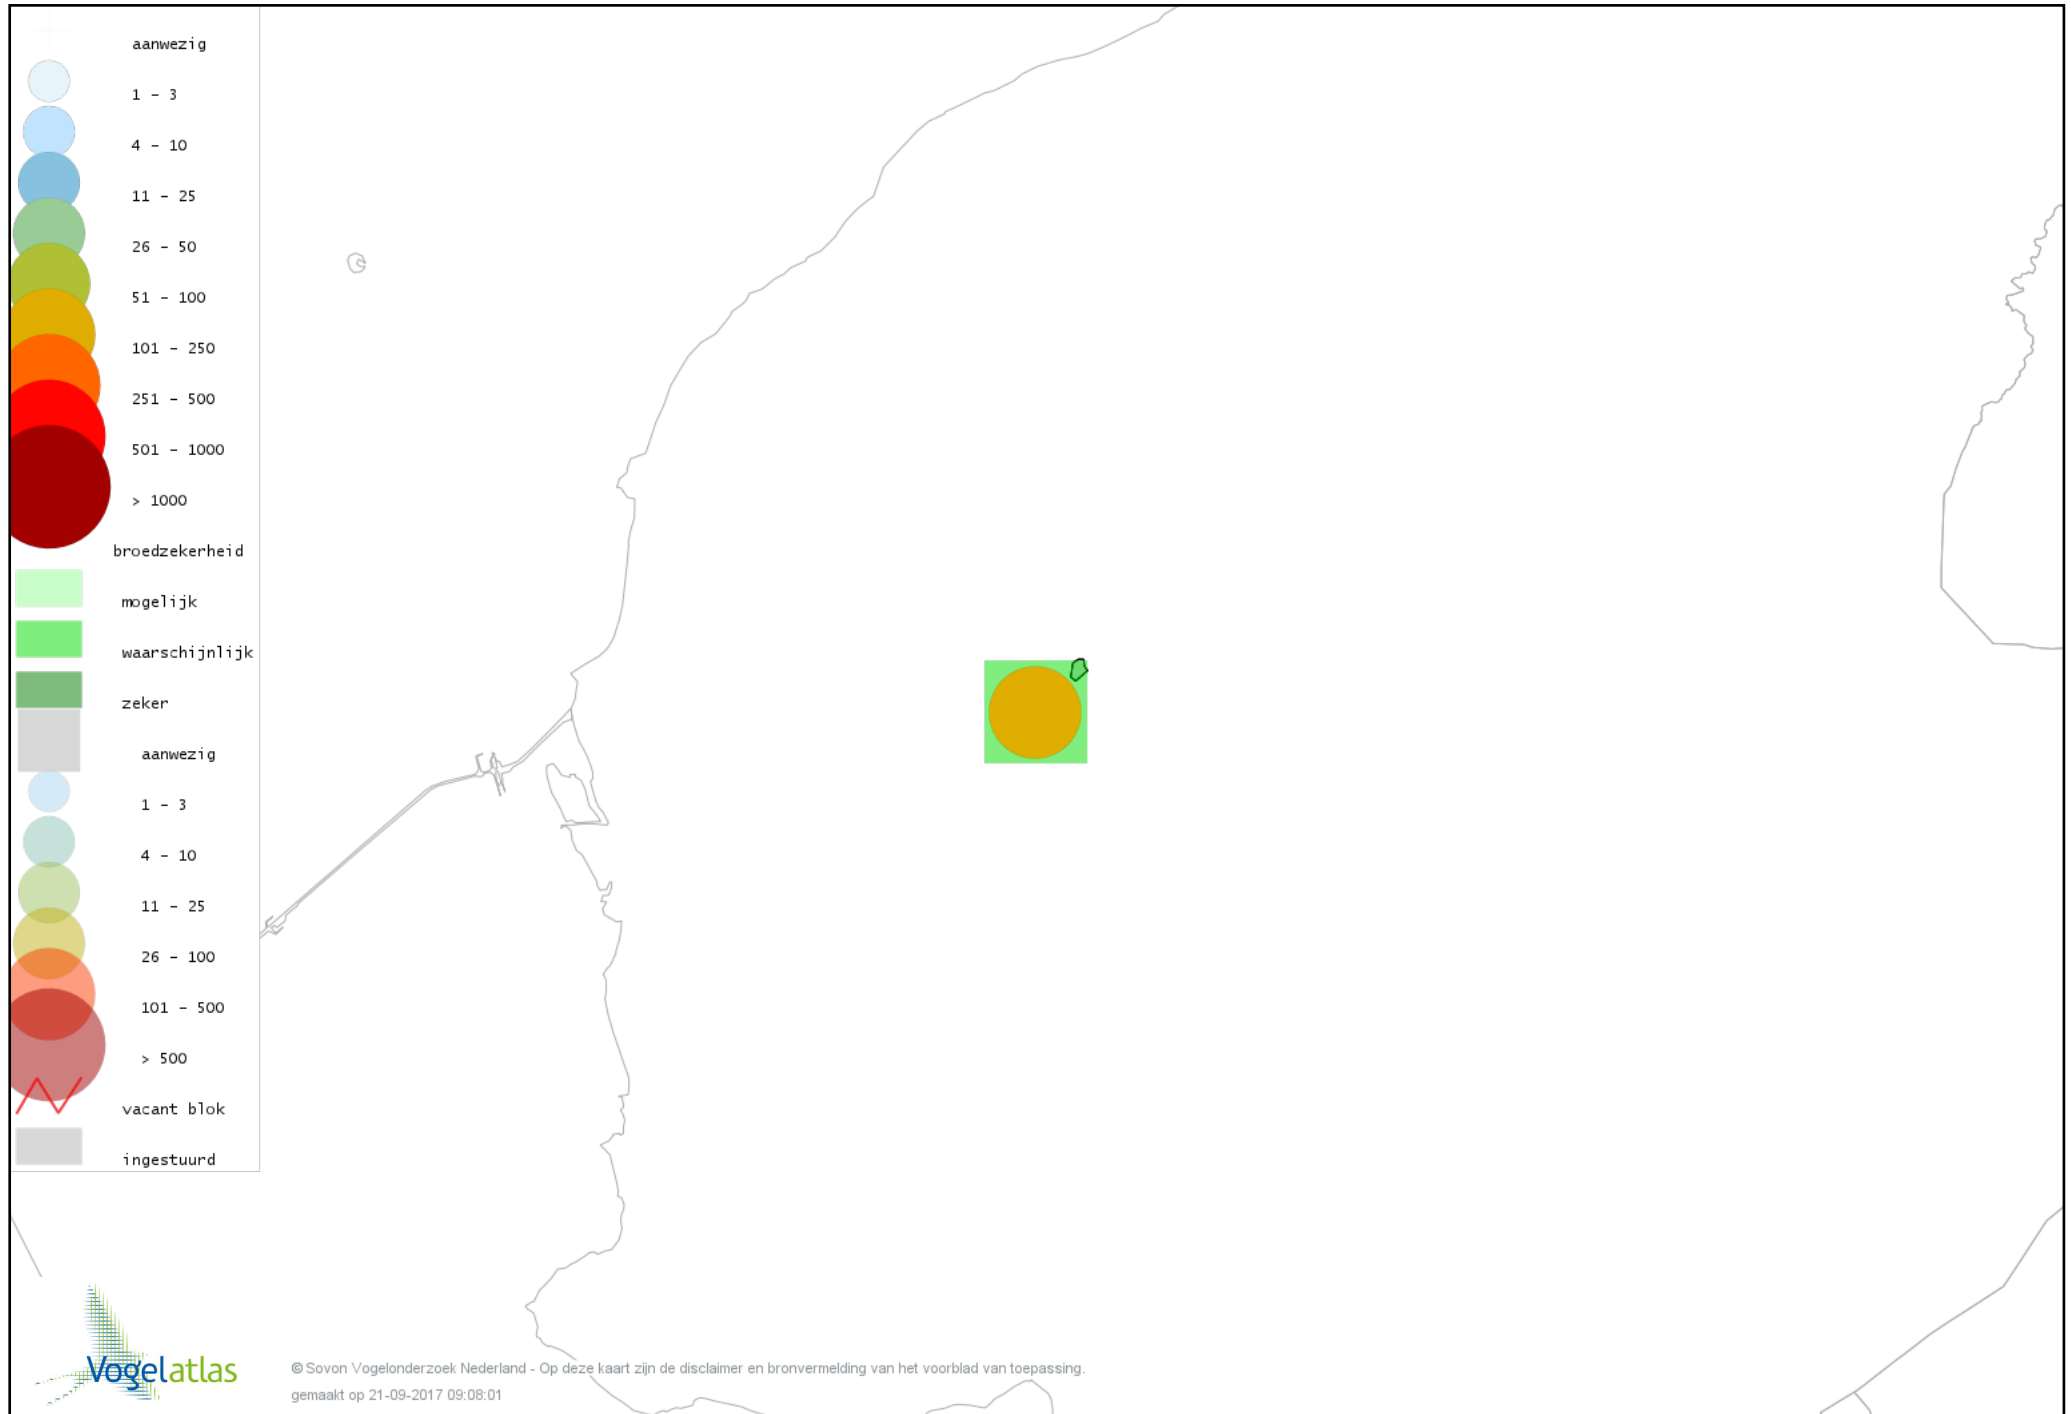 aanwezig
1 - 3
4 - 10
11 - 25
26 - 50
51 - 100
101 - 250
251 - 500
501 - 1000
> 1000
broedzekerheid
mogelijk
waarschijnlijk
zeker
aanwezig
1 - 3
4 - 10
11 - 25
26 - 100
101 - 500
> 500
vacant blok
ingestuurd
Vogelatlas
© Sovon Vogelonderzoek Nederland - Op deze kaart zijn de disclaimer en bronvermelding van het voorblad van toepassing.
gemaakt op 21-09-2017 09:08:01